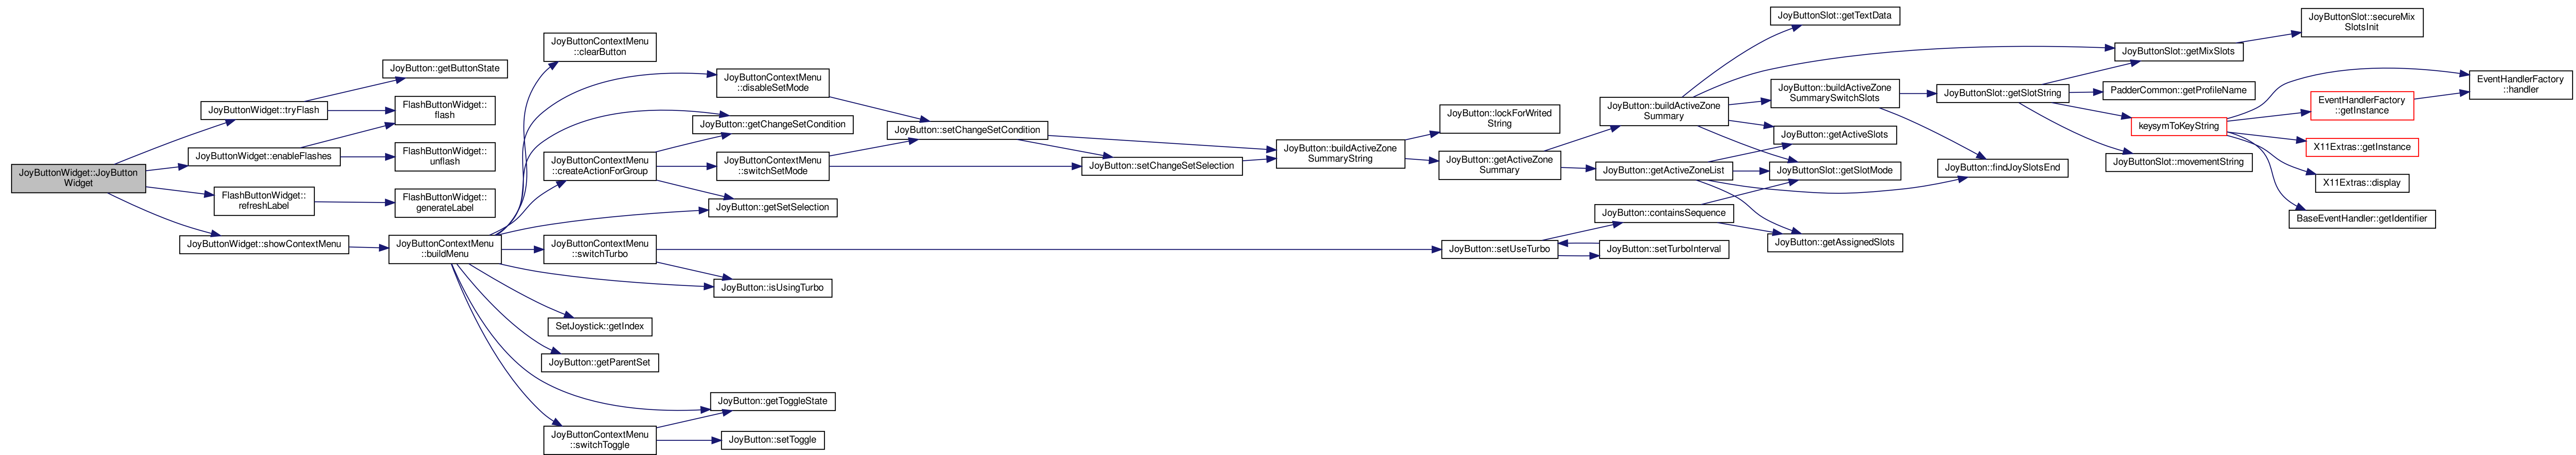 JoyButtonWidget::JoyButton
Widget
JoyButtonWidget::tryFlash
JoyButtonWidget::enableFlashes
FlashButtonWidget::
refreshLabel
JoyButtonWidget::showContextMenu
JoyButton::getButtonState
FlashButtonWidget::
flash
FlashButtonWidget::
unflash
FlashButtonWidget::
generateLabel
JoyButtonContextMenu
::buildMenu
JoyButtonContextMenu
::clearButton
JoyButtonContextMenu
::createActionForGroup
JoyButtonContextMenu
::switchTurbo
SetJoystick::getIndex
JoyButton::getParentSet
JoyButtonContextMenu
::switchToggle
JoyButtonContextMenu
::disableSetMode
JoyButton::getChangeSetCondition
JoyButtonContextMenu
::switchSetMode
JoyButton::getSetSelection
JoyButton::isUsingTurbo
JoyButton::getToggleState
JoyButton::setToggle
JoyButton::setChangeSetCondition
JoyButton::setChangeSetSelection
JoyButton::buildActiveZone
SummaryString
JoyButton::lockForWrited
String
JoyButton::getActiveZone
Summary
JoyButton::setUseTurbo
JoyButton::buildActiveZone
Summary
JoyButton::getActiveZoneList
JoyButton::containsSequence
JoyButton::setTurboInterval
JoyButtonSlot::getTextData
JoyButton::buildActiveZone
SummarySwitchSlots
JoyButton::getActiveSlots
JoyButtonSlot::getSlotMode
JoyButton::getAssignedSlots
JoyButtonSlot::getSlotString
JoyButton::findJoySlotsEnd
JoyButtonSlot::getMixSlots
PadderCommon::getProfileName
keysymToKeyString
JoyButtonSlot::movementString
JoyButtonSlot::secureMix
SlotsInit
EventHandlerFactory
::getInstance
X11Extras::getInstance
X11Extras::display
BaseEventHandler::getIdentifier
EventHandlerFactory
::handler